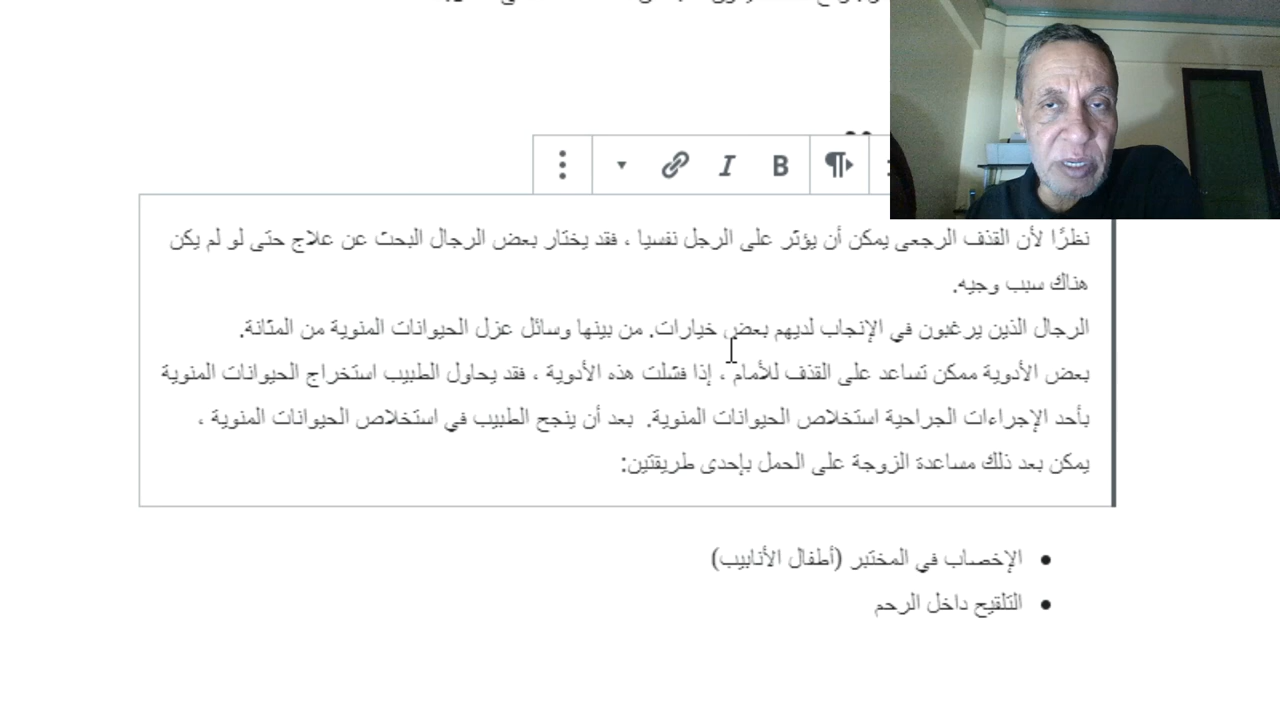 I B
نظرًا لأن القذف الرجعى يمكن أن يؤثر على الرجل نفسيا ، فقد يختار بعض الرجال البحث عن علاج حتى لو لم يكن
هناك سبب وجيه.
الرجال الذين يرغبون في الإنجاب لديهم بعض خيارات. من بينها وسائل عزل الحيوانات المنوية من المثانة.
بعض الأدوية ممكن تساعد على القذف للأمام ، إذا فشلت هذه الأدوية ، فقد يحاول الطبيب استخراج الحيوانات المنوية
بأحد الإجراءات الجراحية استخلاص الحيوانات المنوية. بعد أن ينجح الطبيب في استخلاص الحيوانات المنوية ،
يمكن بعد ذلك مساعدة الزوجة على الحمل بإحدى طريقتين:
• الإخصاب في المختبر (أطفال الأنابيب)
• التلقيح داخل الرحم